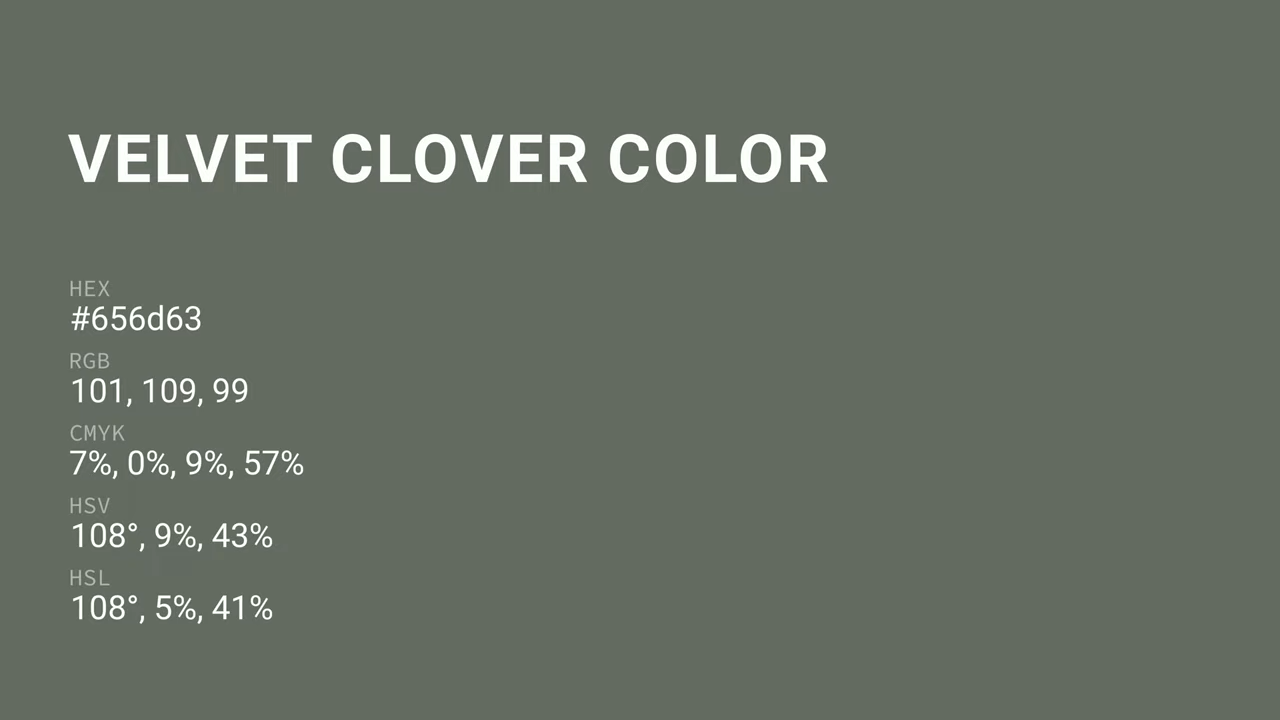 VELVET CLOVER COLOR
HEX
#656d63
RGB
101, 109, 99
CMYK
7%, 0%, 9%, 57%
HSV
108°, 9%, 43%
HSL
108°, 5%, 41%